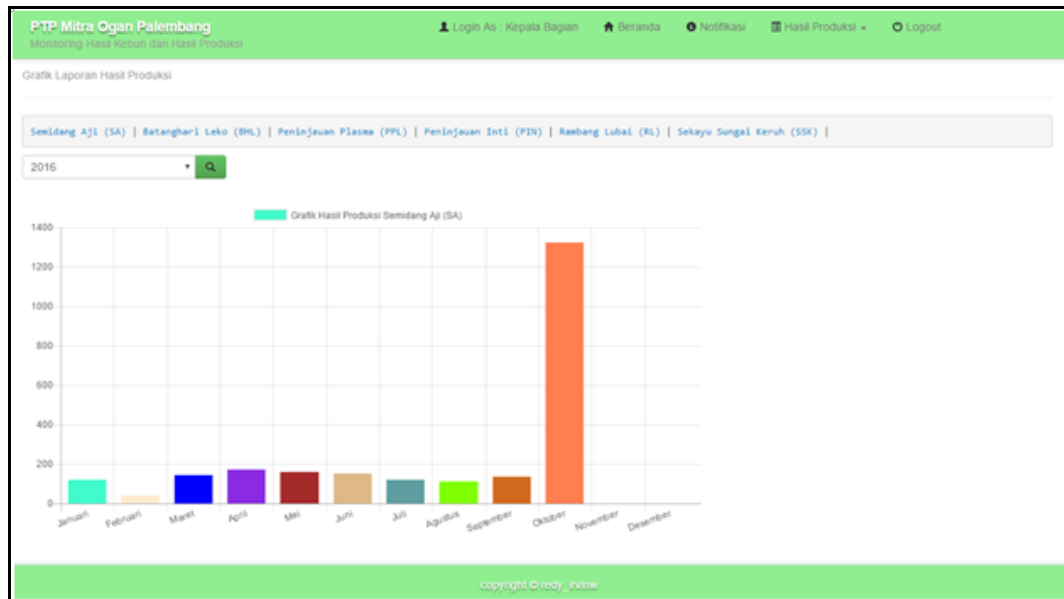 PTP Mitra Ogan Palembang
Monitoring Hasil Kebun dan Hasil Produksi
Login As : Kepala Bagian Beranda Notifikasi Hasil Produksi Logout
Grafik Laporan Hasil Produksi
Semidang Aji (SA) | Batanghari Leko (BHL) | Peninjauan Plasma (PPL) | Peninjauan Inti (PIN) | Rambang Lubai (RL) | Sekayu Sungai Keruh (SSK) |
2016
Grafik Hasil Produksi Semidang Aji (SA)
1400
1200
1000
800
600
400
200
0
Januari Februari Maret April Mei Juni Juli Agustus September Oktober November Desember
copyright © redy_irvinw